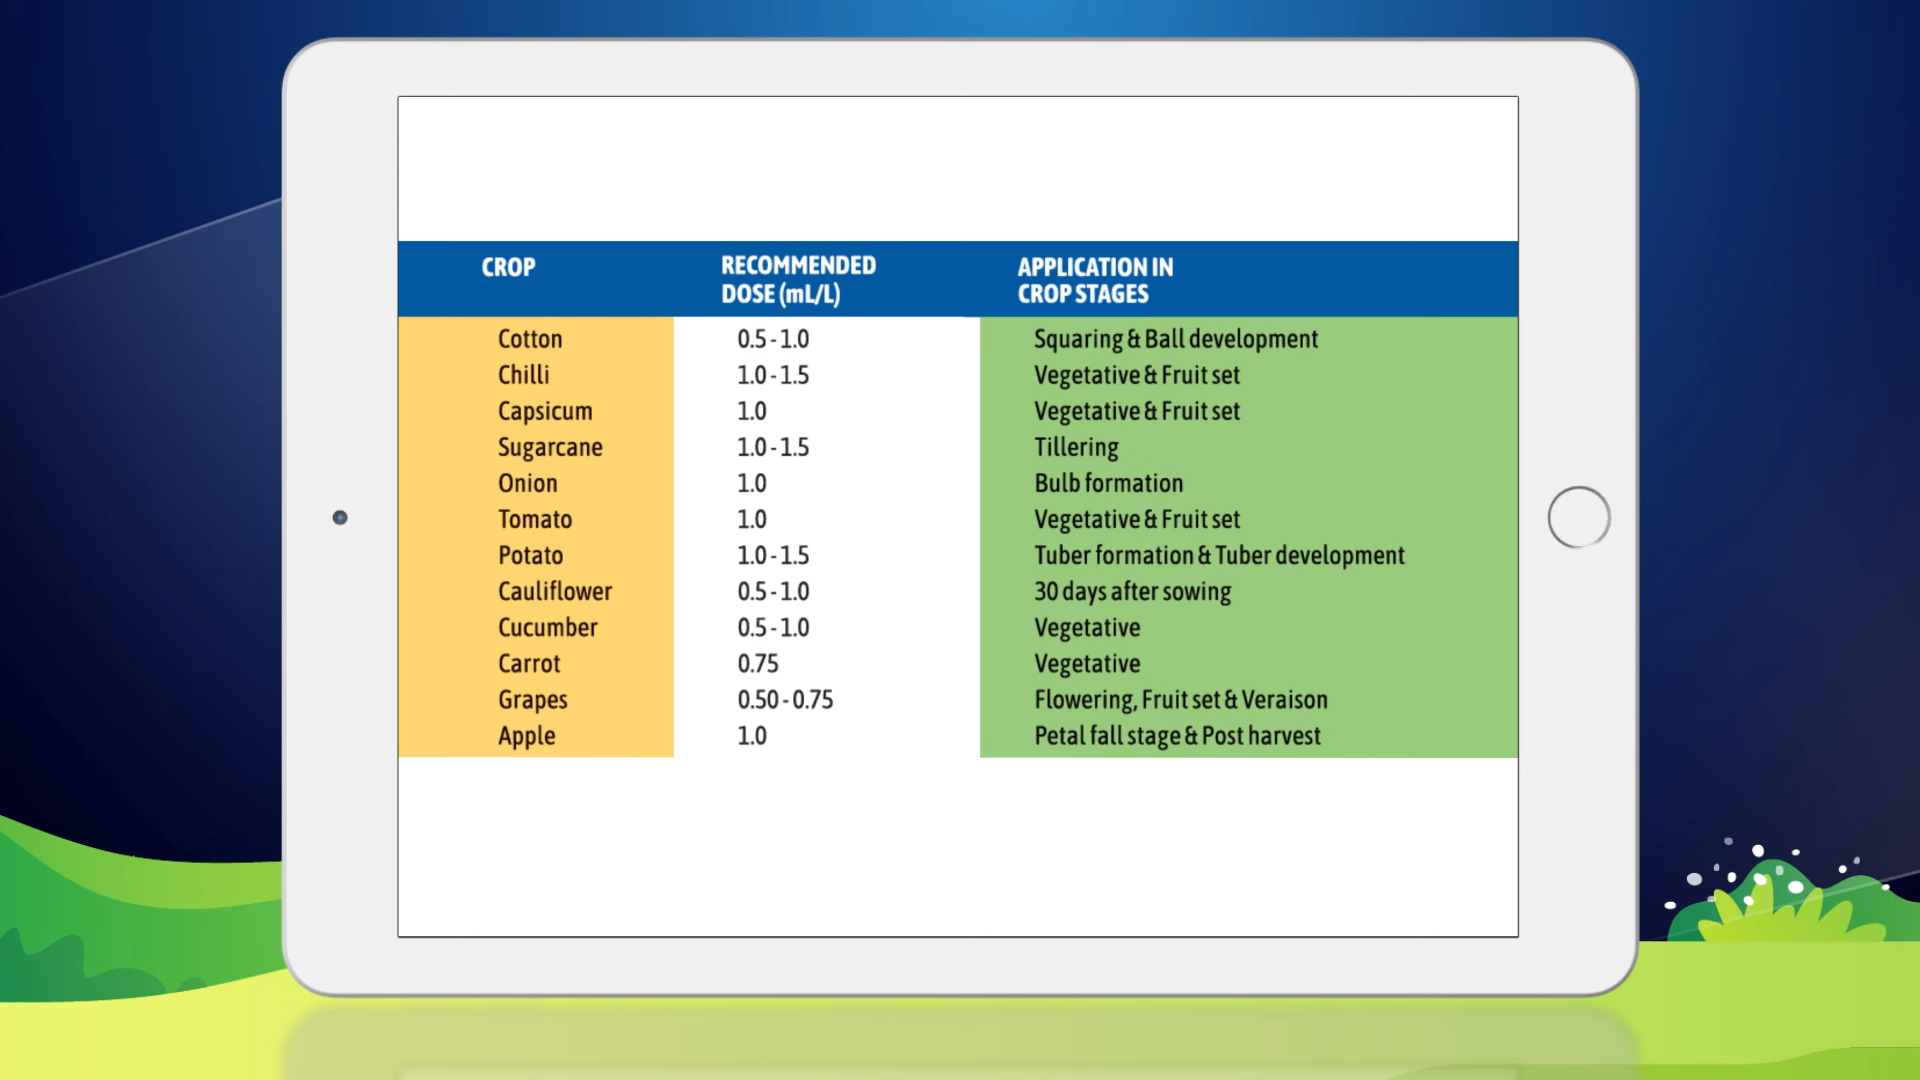 CROP RECOMMENDED DOSE (mL/L) APPLICATION IN CROP STAGES
Cotton 0.5 - 1.0 Squaring & Ball development
Chilli 1.0 - 1.5 Vegetative & Fruit set
Capsicum 1.0 Vegetative & Fruit set
Sugarcane 1.0 - 1.5 Tillering
Onion 1.0 Bulb formation
Tomato 1.0 Vegetative & Fruit set
Potato 1.0 - 1.5 Tuber formation & Tuber development
Cauliflower 0.5 - 1.0 30 days after sowing
Cucumber 0.5 - 1.0 Vegetative
Carrot 0.75 Vegetative
Grapes 0.50 - 0.75 Flowering, Fruit set & Veraison
Apple 1.0 Petal fall stage & Post harvest